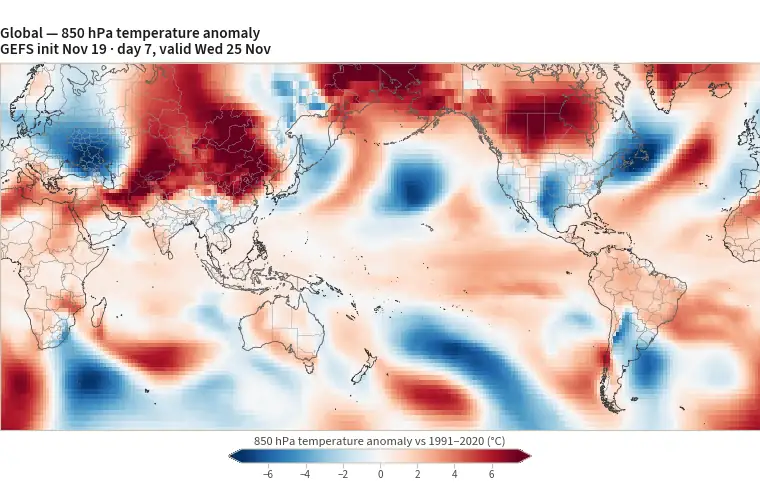 Global — 850 hPa temperature anomaly
GEFS init Nov 19 · day 7, valid Wed 25 Nov
850 hPa temperature anomaly vs 1991–2020 (°C)
−6 −4 −2 0 2 4 6